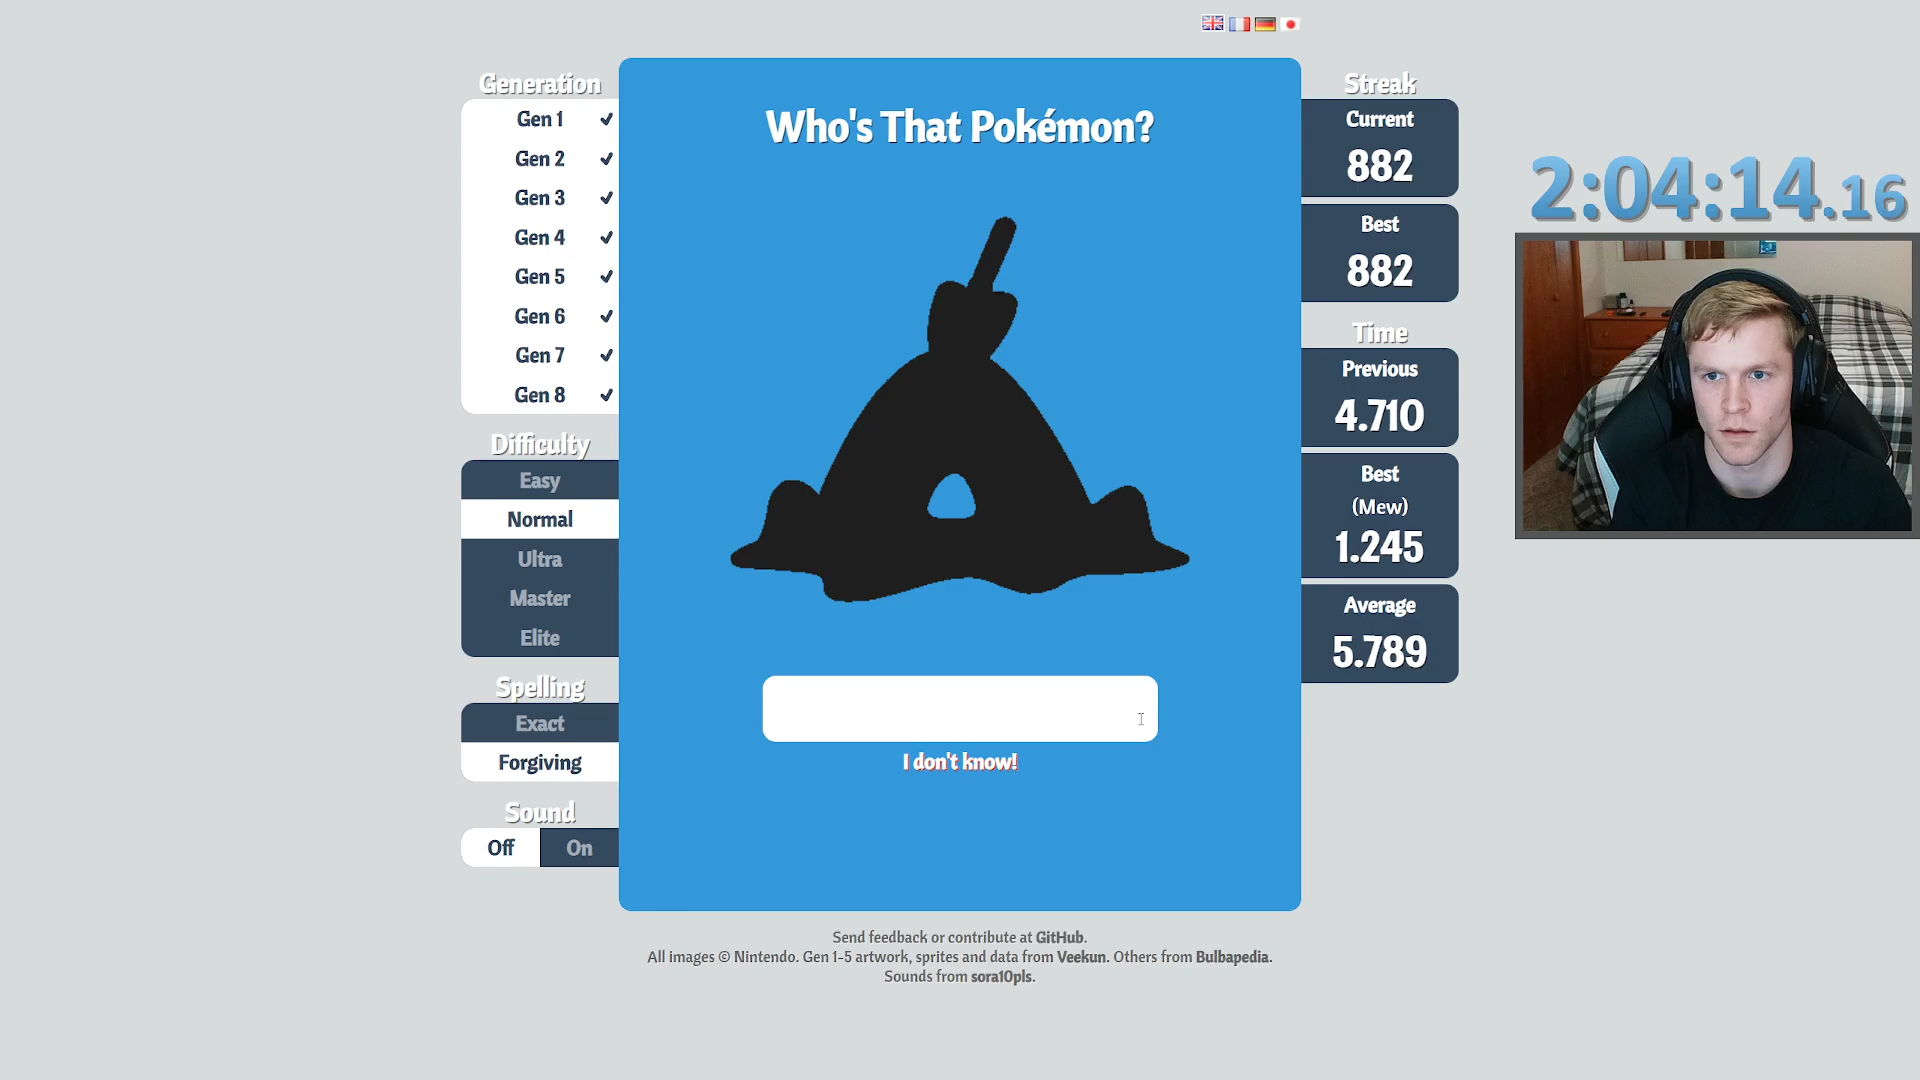 Generation
Gen 1
Gen 2
Gen 3
Gen 4
Gen 5
Gen 6
Gen 7
Gen 8
Difficulty
Easy
Normal
Ultra
Master
Elite
Spelling
Exact
Forgiving
Sound
Off On
Who's That Pokémon?
I don't know!
Streak
Current
882
Best
882
Time
Previous
4.710
Best
(Mew)
1.245
Average
5.789
2:04:14.16
Send feedback or contribute at GitHub.
All images © Nintendo. Gen 1-5 artwork, sprites and data from Veekun. Others from Bulbapedia.
Sounds from sora10pls.